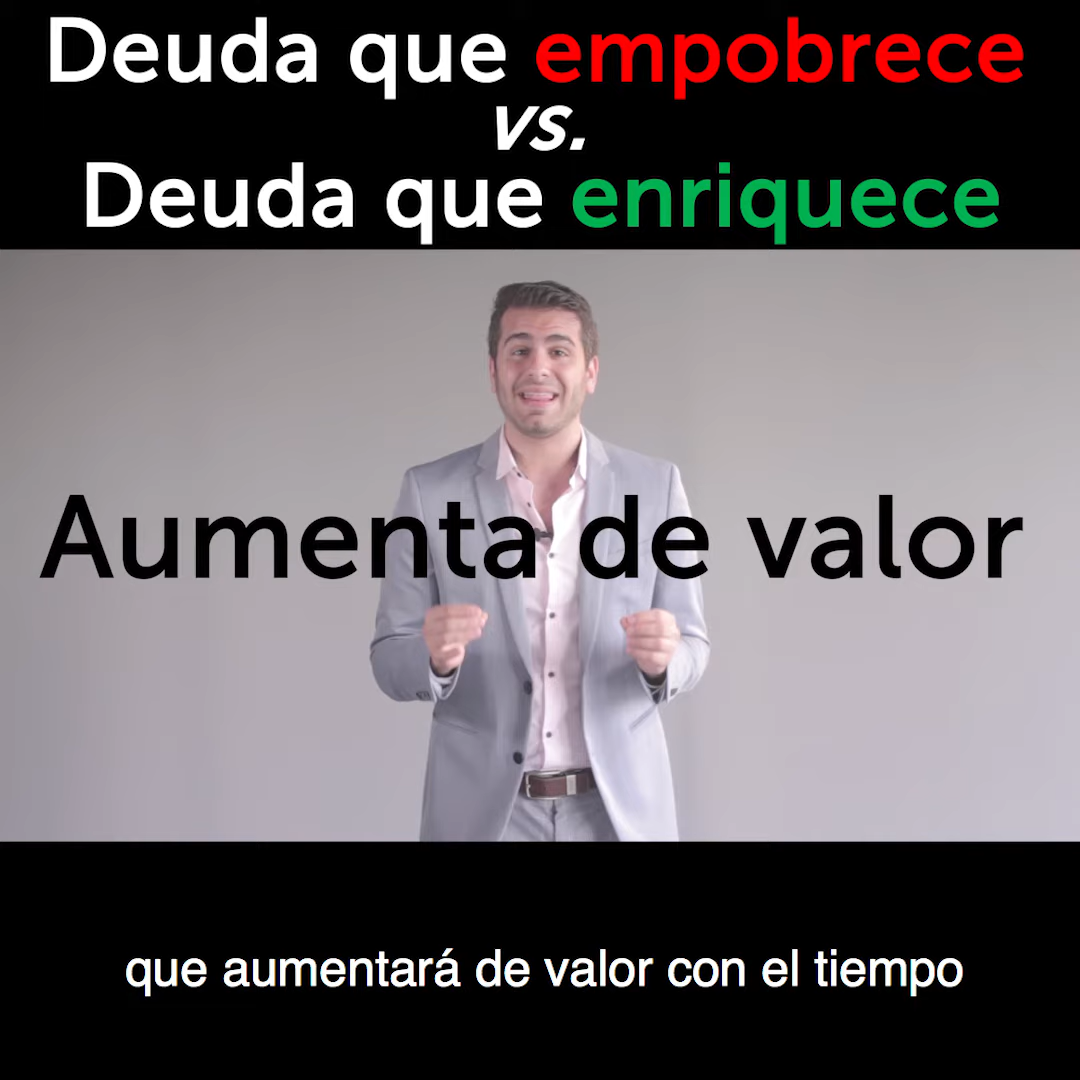 Deuda que empobrece
vs.
Deuda que enriquece
Aumenta de valor
que aumentará de valor con el tiempo